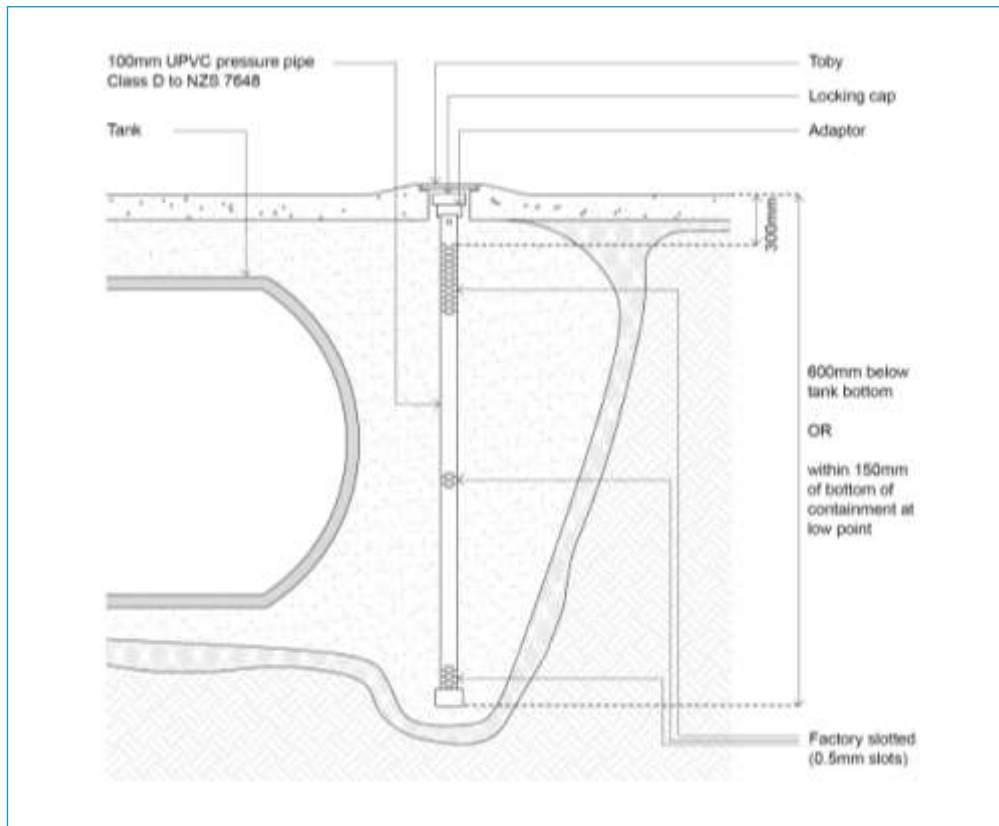 100mm UPVC pressure pipe
Class D to NZS 7648
Tank
Toby
Locking cap
Adaptor
300mm
600mm below
tank bottom
OR
within 150mm
of bottom of
containment at
low point
Factory slotted
(0.5mm slots)